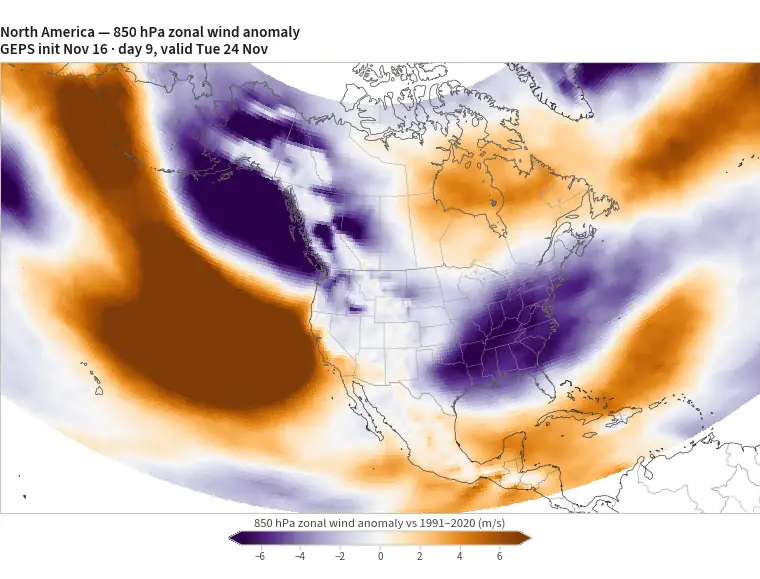 North America — 850 hPa zonal wind anomaly
GEPS init Nov 16 · day 9, valid Tue 24 Nov
850 hPa zonal wind anomaly vs 1991–2020 (m/s)
−6 −4 −2 0 2 4 6